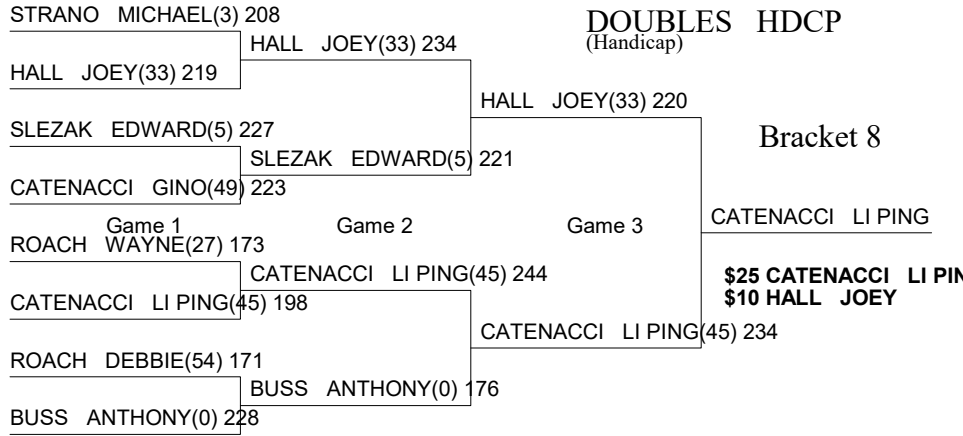 STRANO MICHAEL(3) 208
HALL JOEY(33) 219
SLEZAK EDWARD(5) 227
CATENACCI GINO(49) 223
Game 1
ROACH WAYNE(27) 173
CATENACCI LI PING(45) 198
ROACH DEBBIE(54) 171
BUSS ANTHONY(0) 228
HALL JOEY(33) 234
SLEZAK EDWARD(5) 221
Game 2
CATENACCI LI PING(45) 244
BUSS ANTHONY(0) 176
HALL JOEY(33) 220
Game 3
CATENACCI LI PING(45) 234
DOUBLES HDCP
(Handicap)
Bracket 8
CATENACCI LI PING
$25 CATENACCI LI PIN
$10 HALL JOEY